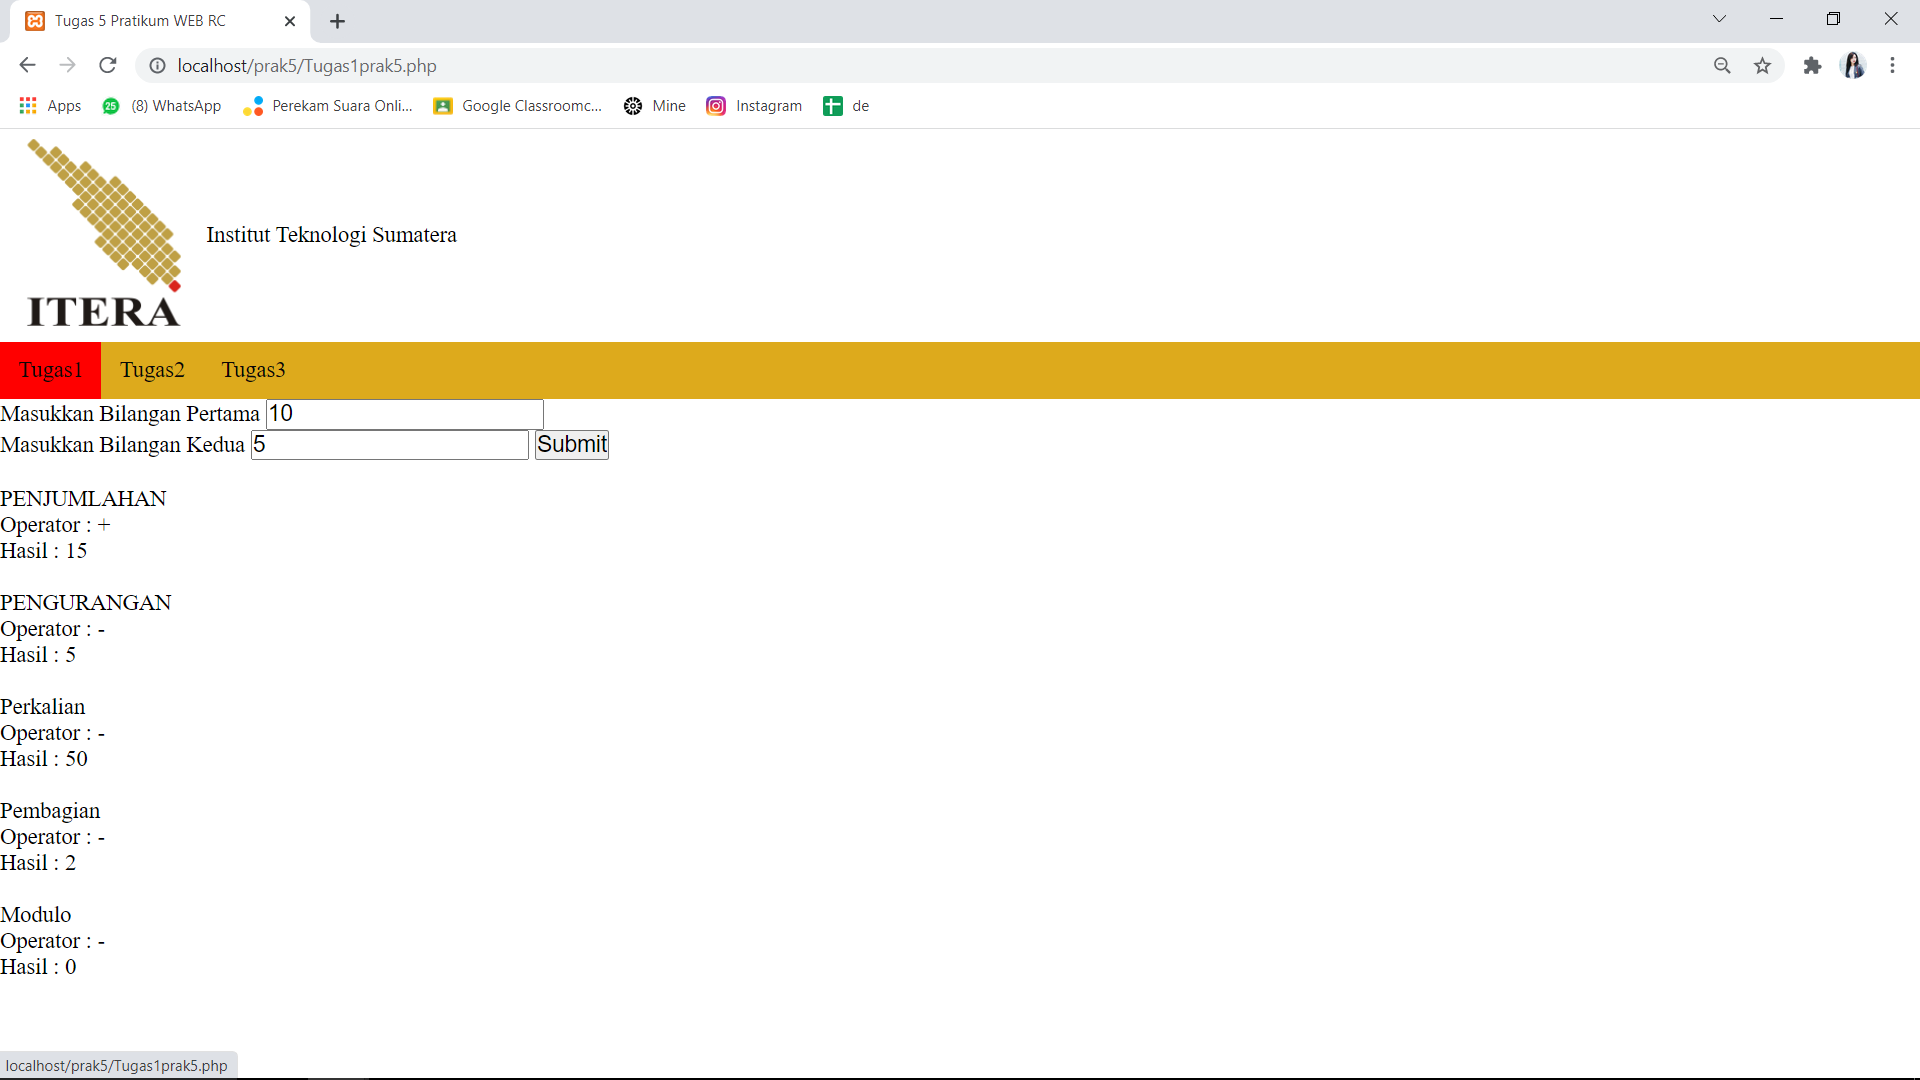 Tugas 5 Pratikum WEB RC
localhost/prak5/Tugas1prak5.php
Apps
25
(8) WhatsApp
Perekam Suara Onli...
Google Classroomc...
Mine
Instagram
de
ITERA
Institut Teknologi Sumatera
Tugas1 Tugas2 Tugas3
Masukkan Bilangan Pertama 10
Masukkan Bilangan Kedua 5 Submit
PENJUMLAHAN
Operator : +
Hasil : 15
PENGURANGAN
Operator : -
Hasil : 5
Perkalian
Operator : -
Hasil : 50
Pembagian
Operator : -
Hasil : 2
Modulo
Operator : -
Hasil : 0
localhost/prak5/Tugas1prak5.php